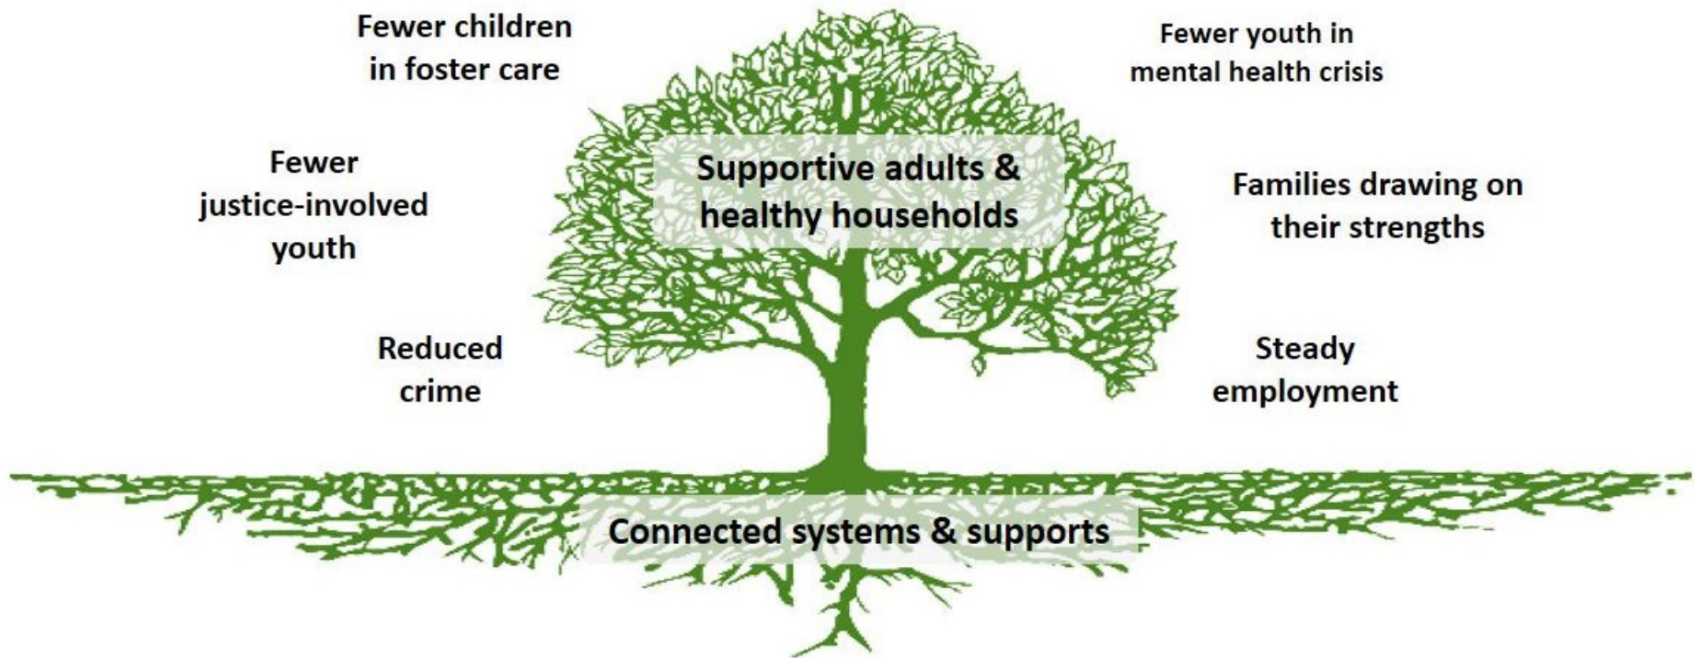 Fewer children
in foster care
Fewer youth in
mental health crisis
Fewer
justice-involved
youth
Supportive adults &
healthy households
Families drawing on
their strengths
Reduced
crime
Steady
employment
Connected systems & supports